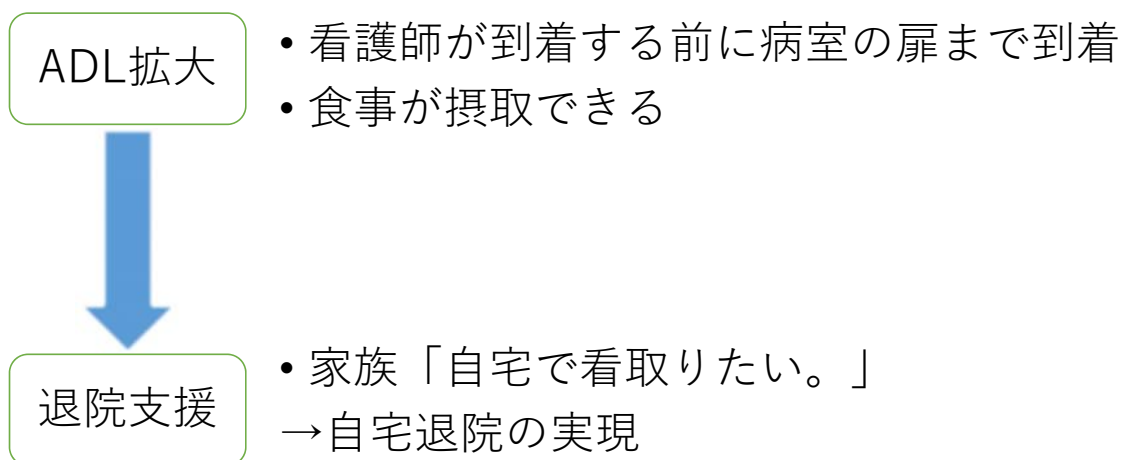 ADL拡大
• 看護師が到着する前に病室の扉まで到着
• 食事が摂取できる
退院支援
• 家族「自宅で看取りたい。」
→自宅退院の実現